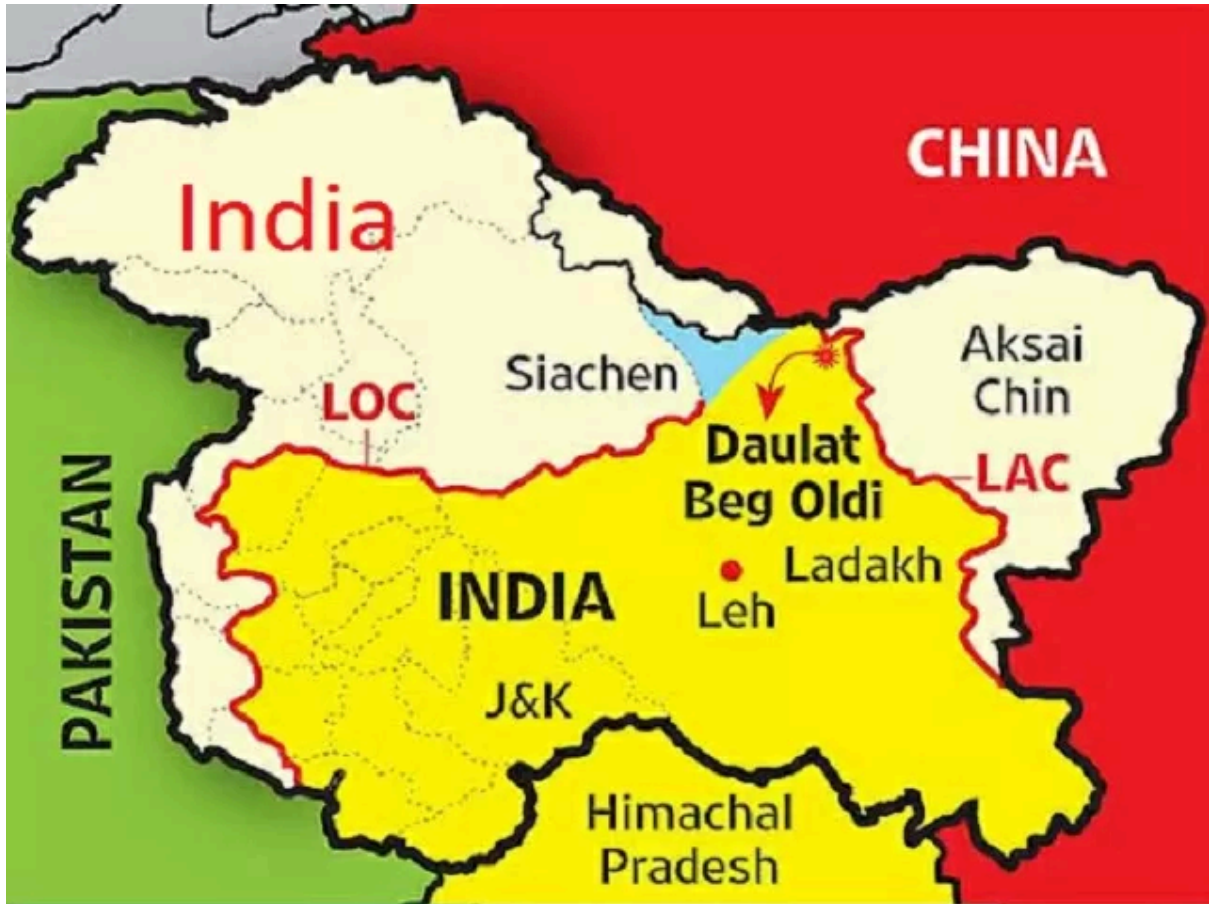 CHINA
India
Aksai
Chin
Siachen
LOC
Daulat
Beg Oldi
LAC
PAKISTAN
INDIA
Ladakh
Leh
J&K
Himachal
Pradesh